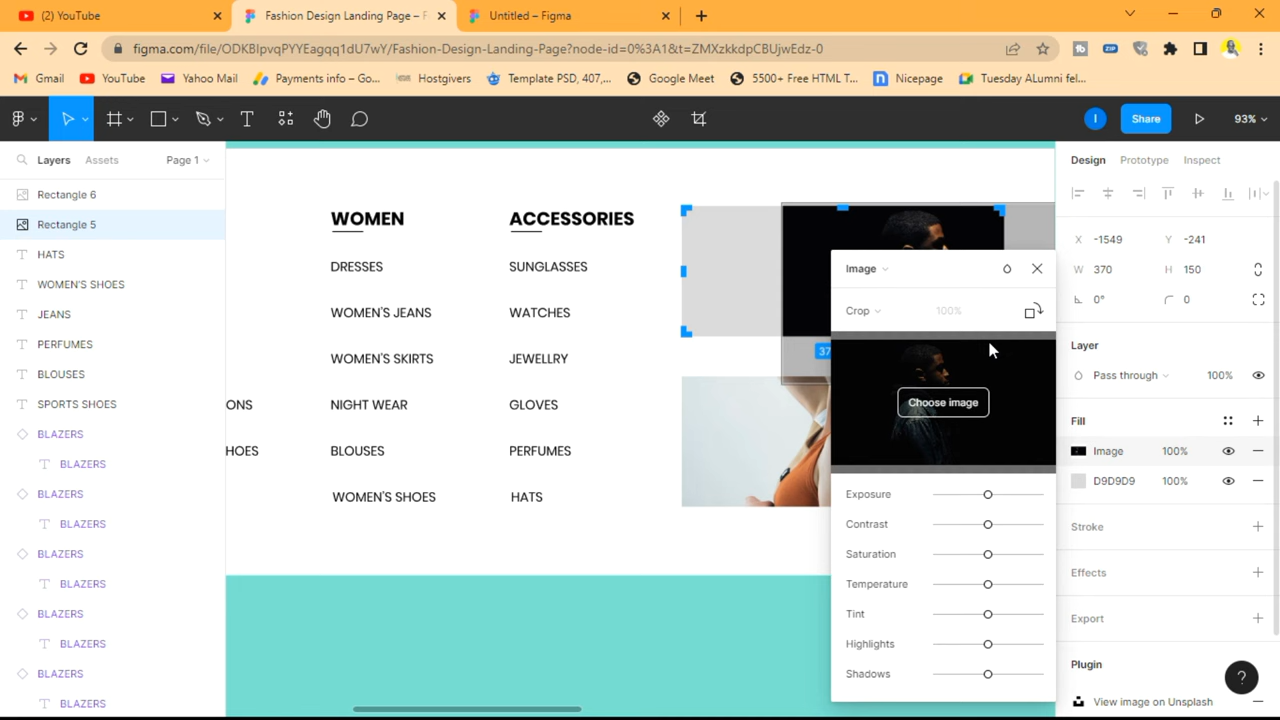 (2) YouTube
Fashion Design Landing Page – F
Untitled – Figma
figma.com/file/ODKBlpvqPYYEagqq1dU7wY/Fashion-Design-Landing-Page?node-id=0%3A1&t=ZMXzkkdpCBUjwEdz-0
Gmail
YouTube
Yahoo Mail
Payments info – Go...
Hostgivers
Template PSD, 407,...
Google Meet
5500+ Free HTML T...
Nicepage
Tuesday ALumni fel...
I
Share
93%
Layers
Assets
Page 1
Rectangle 6
Rectangle 5
HATS
WOMEN'S SHOES
JEANS
PERFUMES
BLOUSES
SPORTS SHOES
BLAZERS
BLAZERS
BLAZERS
BLAZERS
BLAZERS
BLAZERS
BLAZERS
BLAZERS
BLAZERS
BLAZERS
ONS
HOES
WOMEN
DRESSES
WOMEN'S JEANS
WOMEN'S SKIRTS
NIGHT WEAR
BLOUSES
WOMEN'S SHOES
ACCESSORIES
SUNGLASSES
WATCHES
JEWELLRY
GLOVES
PERFUMES
HATS
37
Image
Crop
100%
Choose image
Exposure
Contrast
Saturation
Temperature
Tint
Highlights
Shadows
Design
Prototype
Inspect
X -1549
Y -241
W 370
H 150
0°
0
Layer
Pass through
100%
Fill
Image
100%
D9D9D9
100%
Stroke
Effects
Export
Plugin
View image on Unsplash
?